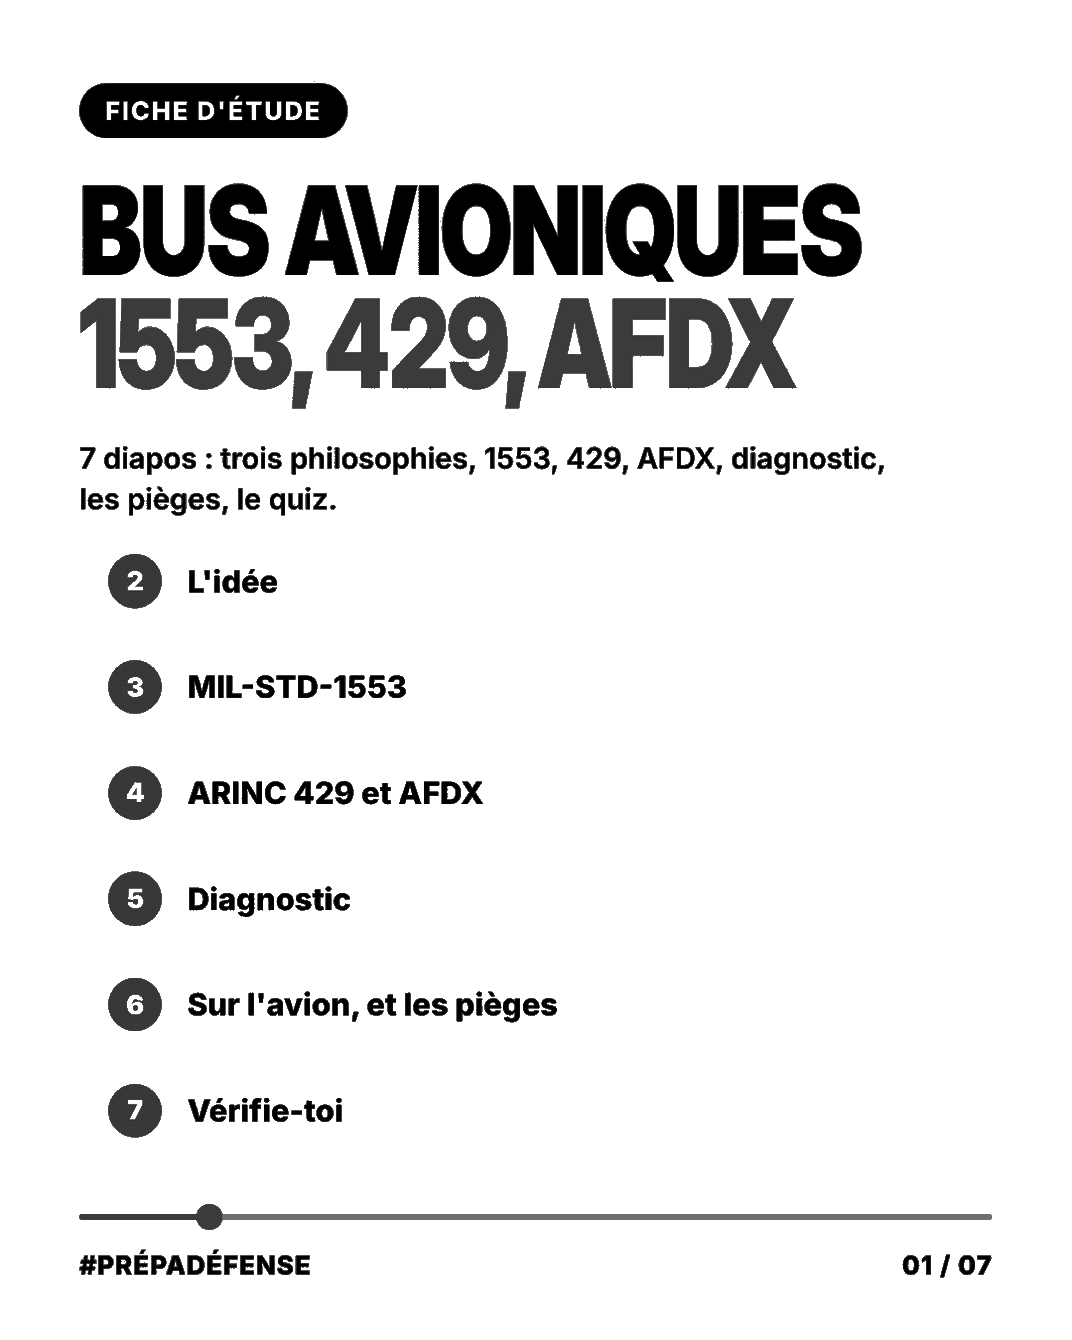 FICHE D'ÉTUDE
BUS AVIONIQUES
1553, 429, AFDX
7 diapos : trois philosophies, 1553, 429, AFDX, diagnostic,
les pièges, le quiz.
2 L'idée
3 MIL-STD-1553
4 ARINC 429 et AFDX
5 Diagnostic
6 Sur l'avion, et les pièges
7 Vérifie-toi
#PRÉPADÉFENSE 01 / 07